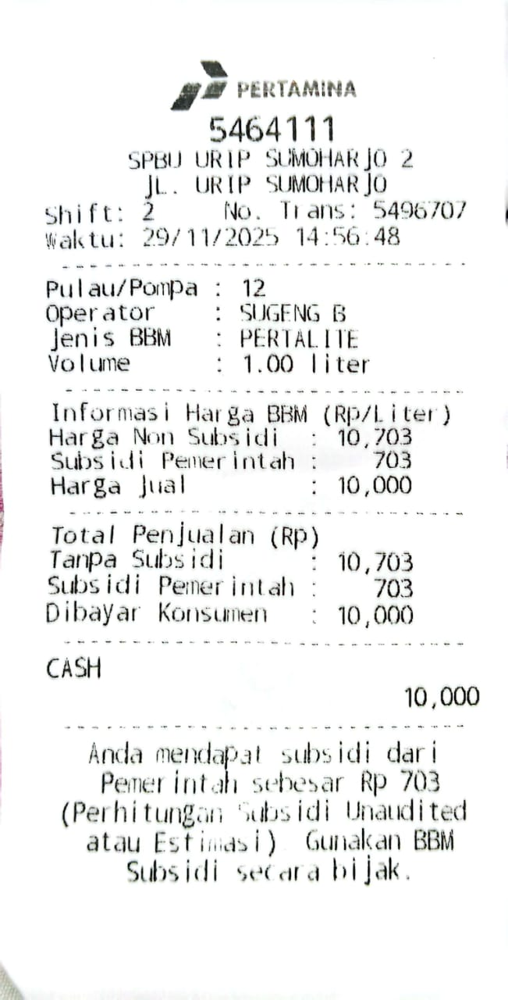 PERTAMINA
5464111
SPBU URIP SUMOHARJO 2
JL. URIP SUMOHARJO
Shift: 2 No. Trans: 5496707
Waktu: 29/11/2025 14:56:48
Pulau/Pompa : 12
Operator : SUGENG B
Jenis BBM : PERTALITE
Volume : 1.00 liter
Informasi Harga BBM (Rp/Liter)
Harga Non Subsidi : 10,703
Subsidi Pemerintah : 703
Harga Jual : 10,000
Total Penjualan (Rp)
Tanpa Subsidi : 10,703
Subsidi Pemerintah : 703
Dibayar Konsumen : 10,000
CASH
10,000
Anda mendapat subsidi dari
Pemerintah sebesar Rp 703
(Perhitungan Subsidi Unaudited
atau Estimasi) Gunakan BBM
Subsidi secara bijak.